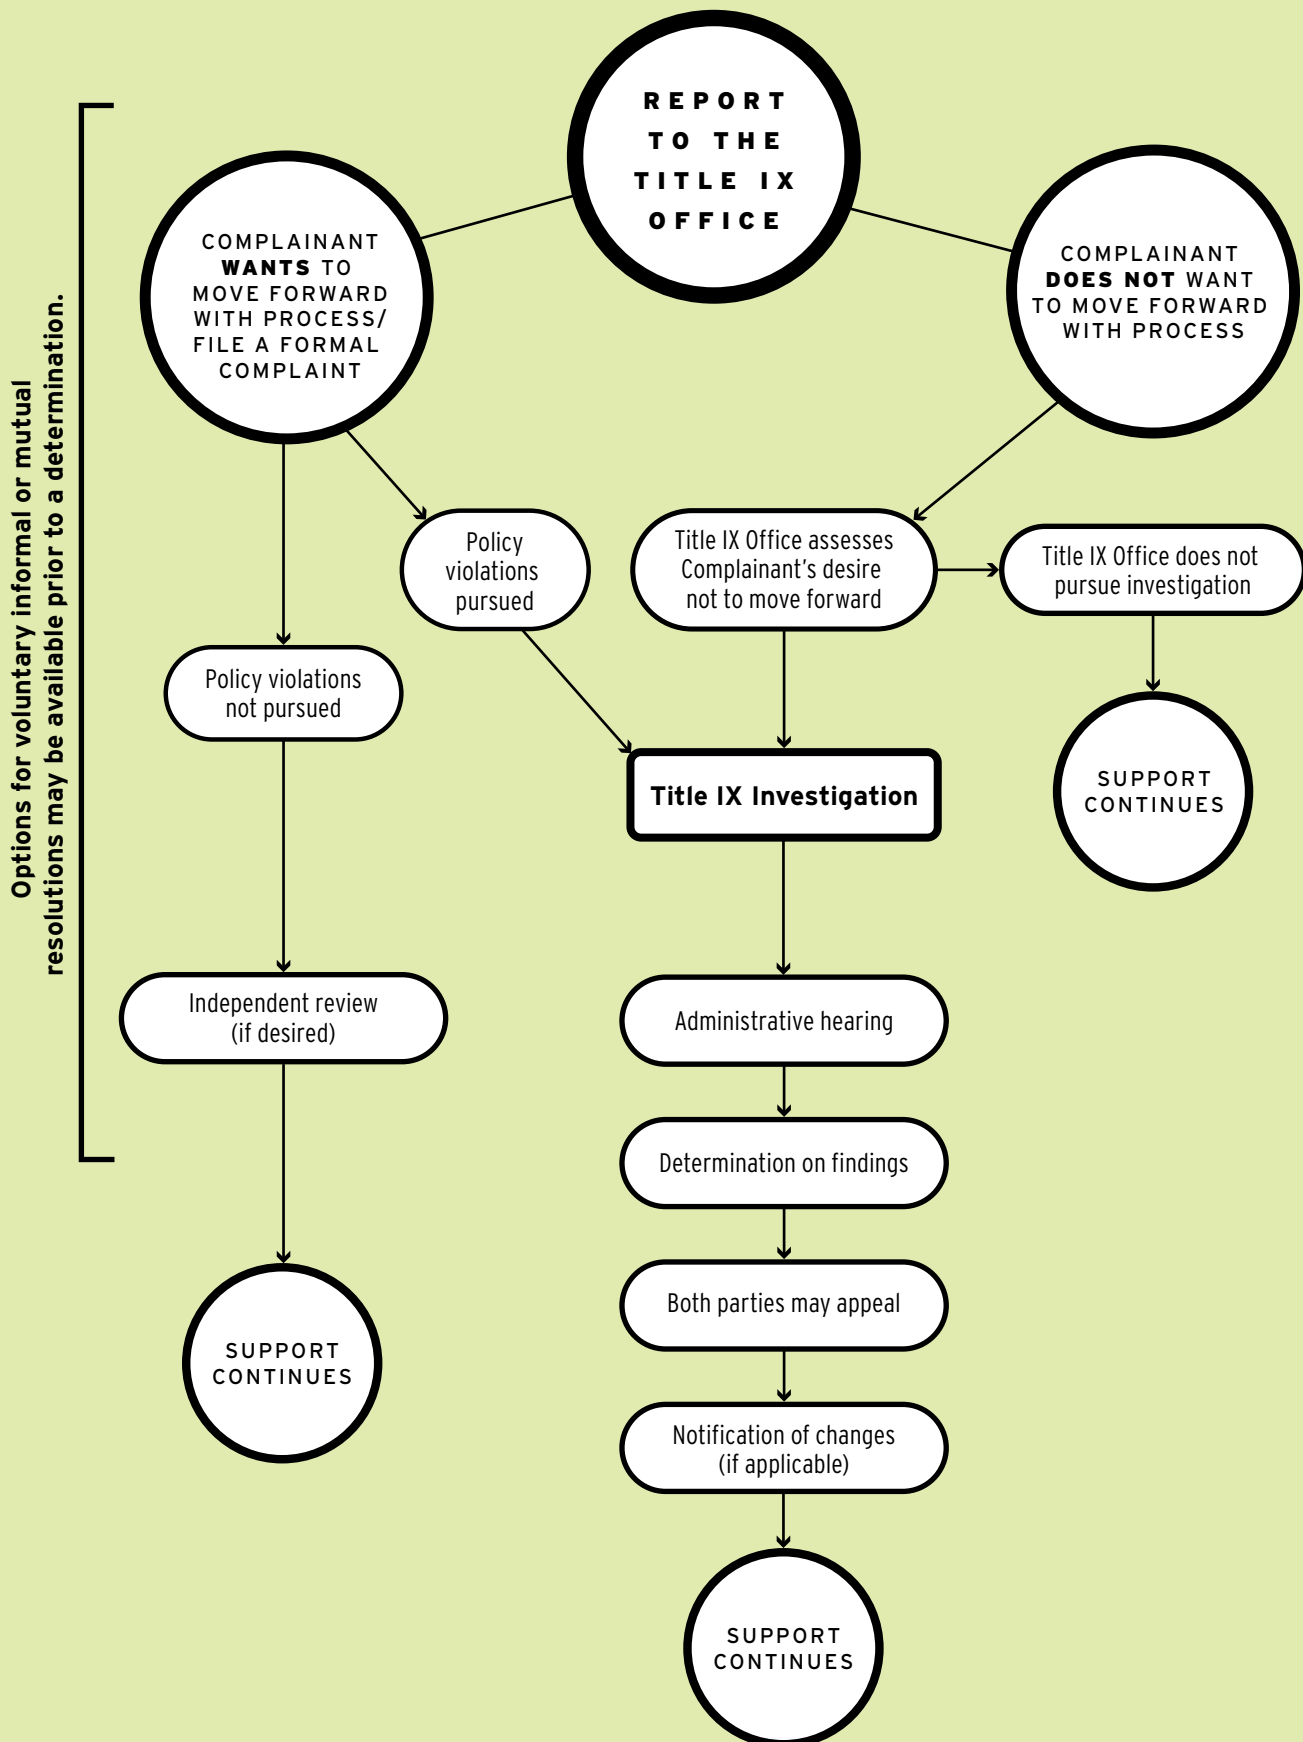 REPORT
TO THE
TITLE IX
OFFICE
COMPLAINANT
WANTS TO
MOVE FORWARD
WITH PROCESS/
FILE A FORMAL
COMPLAINT
COMPLAINANT
DOES NOT WANT
TO MOVE FORWARD
WITH PROCESS
Options for voluntary informal or mutual
resolutions may be available prior to a determination.
Policy
violations
pursued
Title IX Office assesses
Complainant's desire
not to move forward
Title IX Office does not
pursue investigation
Policy violations
not pursued
Title IX Investigation
SUPPORT
CONTINUES
Independent review
(if desired)
Administrative hearing
Determination on findings
Both parties may appeal
SUPPORT
CONTINUES
Notification of changes
(if applicable)
SUPPORT
CONTINUES